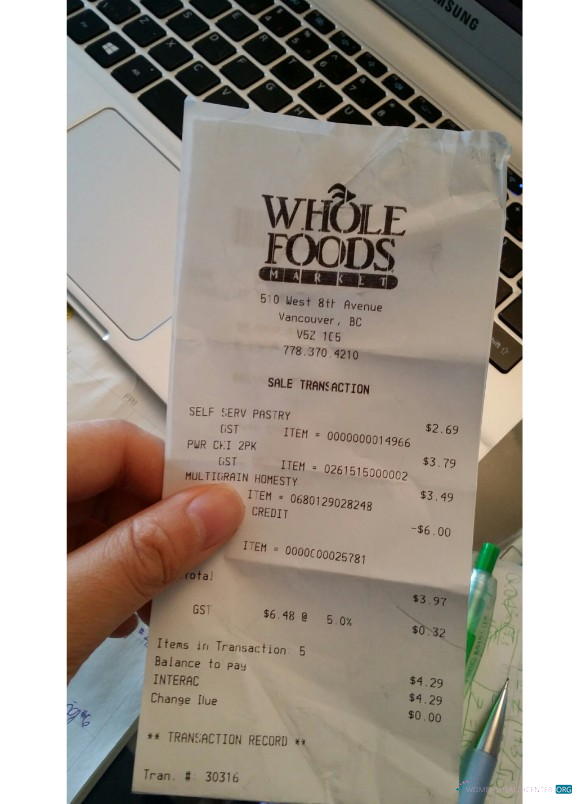 SAMSUNG
WHOLE
FOODS
MARKET
510 West 8th Avenue
Vancouver, BC
V5Z 1C5
778.370.4210
SALE TRANSACTION
SELF SERV PASTRY $2.69
GST ITEM = 0000000014966
PWR CHI 2PK $3.79
GST ITEM = 0261515000002
MULTIGRAIN HOMESTY $3.49
ITEM = 0680129028248
CREDIT -$6.00
ITEM = 0000000025781
Total $3.97
GST $6.48 @ 5.0% $0.32
Items in Transaction: 5
Balance to pay $4.29
INTERAC $4.29
Change Due $0.00
** TRANSACTION RECORD **
Tran. # 30316